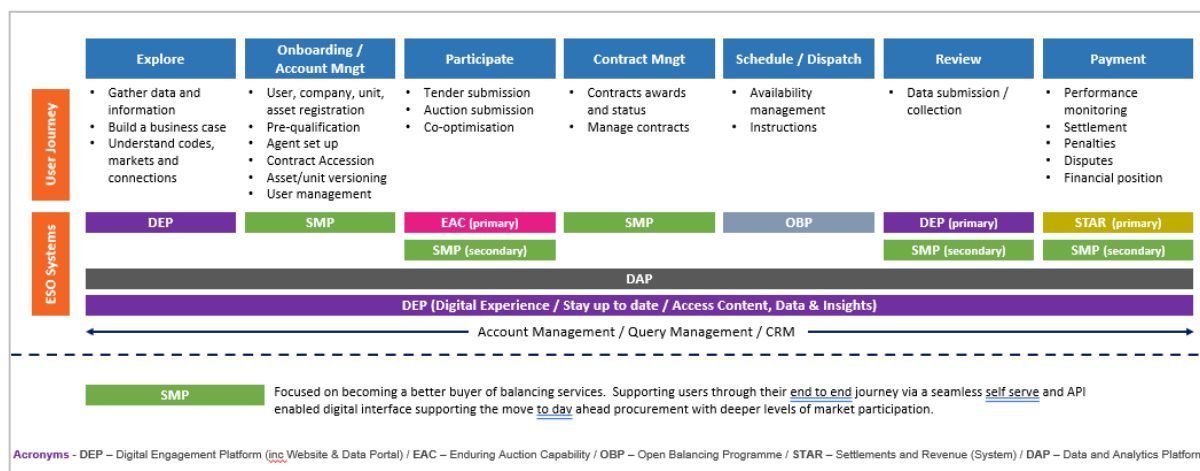 Explore
Onboarding /
Account Mngt
Participate
Contract Mngt
Schedule / Dispatch
Review
Payment
User Journey
• Gather data and
information
• Build a business case
• Understand codes,
markets and
connections
• User, company, unit,
asset registration
• Pre-qualification
• Agent set up
• Contract Accession
• Asset/unit versioning
• User management
• Tender submission
• Auction submission
• Co-optimisation
• Contracts awards
and status
• Manage contracts
• Availability
management
• Instructions
• Data submission /
collection
• Performance
monitoring
• Settlement
• Penalties
• Disputes
• Financial position
ESO Systems
DEP
SMP
EAC (primary)
SMP (secondary)
SMP
OBP
DEP (primary)
SMP (secondary)
STAR (primary)
SMP (secondary)
DAP
DEP (Digital Experience / Stay up to date / Access Content, Data & Insights)
Account Management / Query Management / CRM
SMP
Focused on becoming a better buyer of balancing services. Supporting users through their end to end journey via a seamless self serve and API
enabled digital interface supporting the move to day ahead procurement with deeper levels of market participation.
Acronyms - DEP – Digital Engagement Platform (inc Website & Data Portal) / EAC – Enduring Auction Capability / OBP – Open Balancing Programme / STAR – Settlements and Revenue (System) / DAP – Data and Analytics Platform